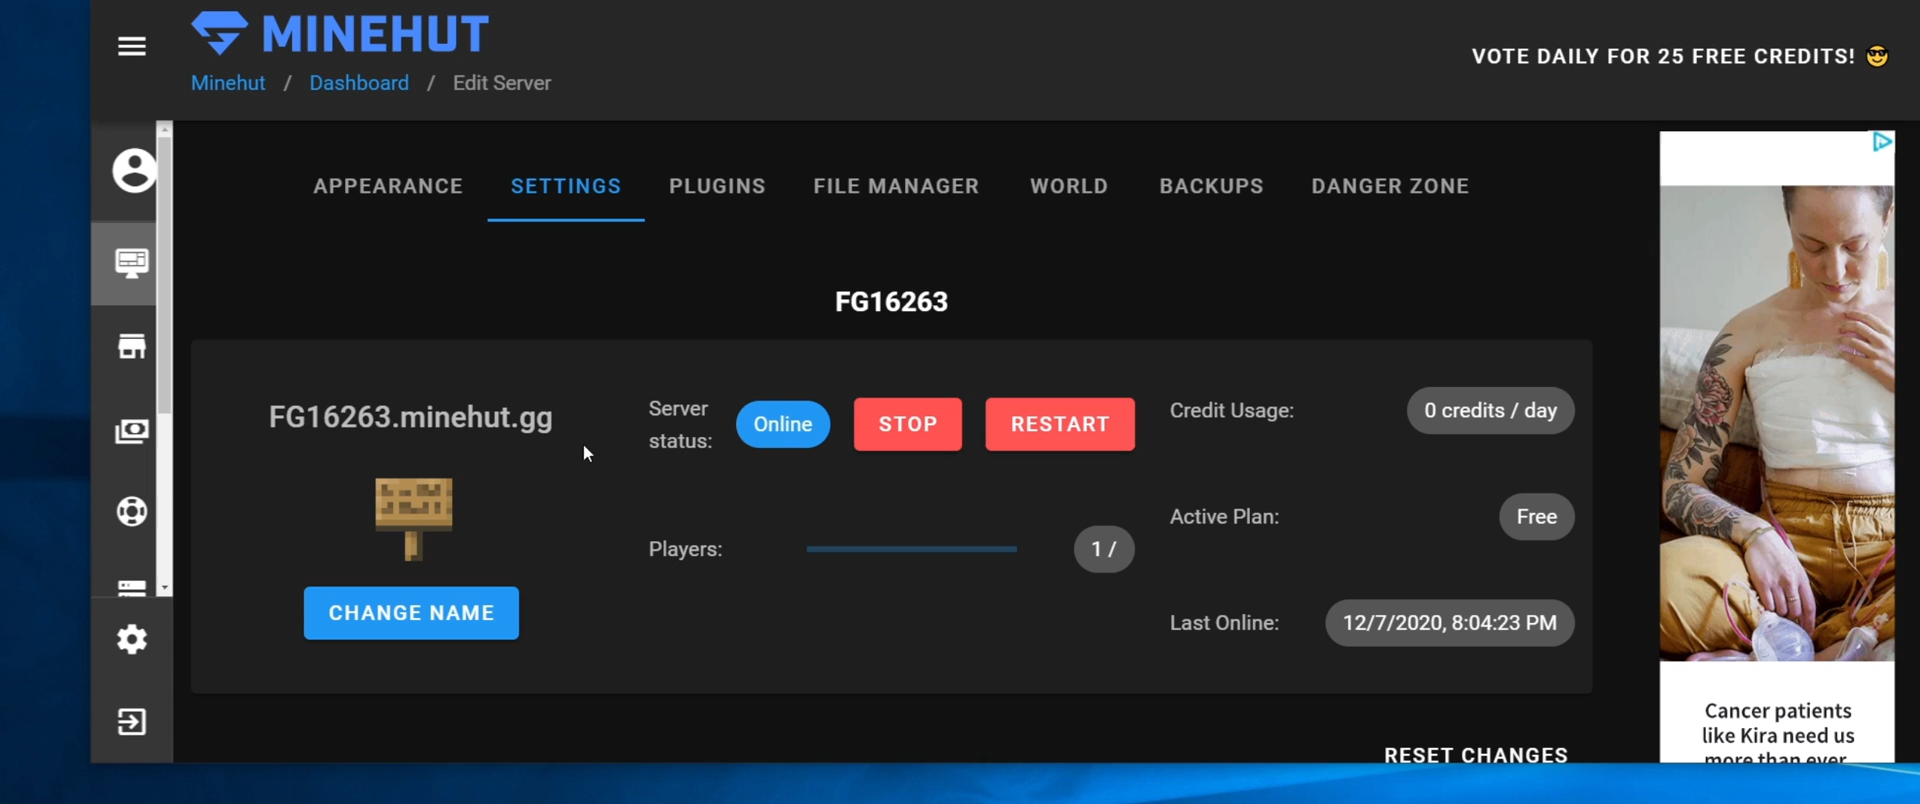 MINEHUT
Minehut / Dashboard / Edit Server
VOTE DAILY FOR 25 FREE CREDITS! 😎
APPEARANCE SETTINGS PLUGINS FILE MANAGER WORLD BACKUPS DANGER ZONE
FG16263
FG16263.minehut.gg
CHANGE NAME
Server
status:
Online
STOP
RESTART
Players:
1 /
Credit Usage:
0 credits / day
Active Plan:
Free
Last Online:
12/7/2020, 8:04:23 PM
RESET CHANGES
Cancer patients
like Kira need us
more than ever